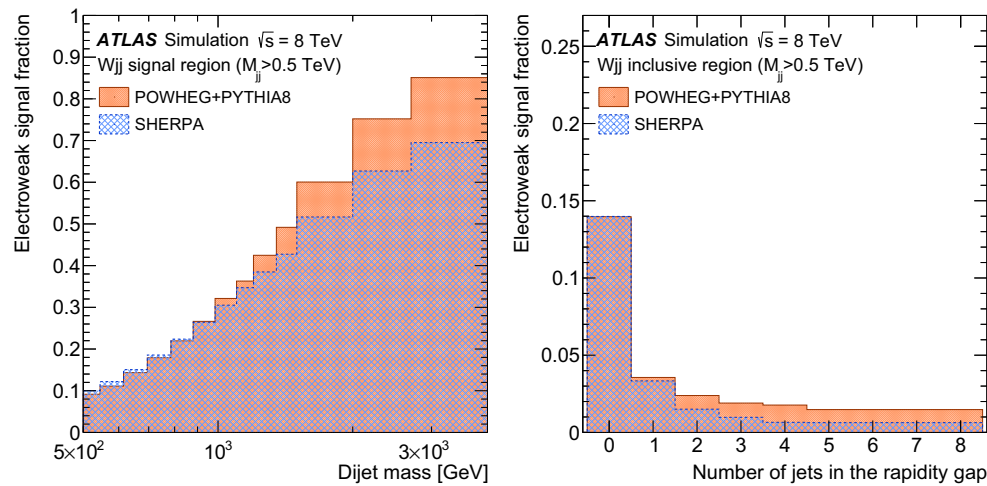 ATLAS Simulation √s = 8 TeV
Wjj signal region (M_jj>0.5 TeV)
POWHEG+PYTHIA8
SHERPA
Electroweak signal fraction
1
0.9
0.8
0.7
0.6
0.5
0.4
0.3
0.2
0.1
0
5×10²
10³
3×10³
Dijet mass [GeV]
ATLAS Simulation √s = 8 TeV
Wjj inclusive region (M_jj>0.5 TeV)
POWHEG+PYTHIA8
SHERPA
Electroweak signal fraction
0.25
0.2
0.15
0.1
0.05
0
0 1 2 3 4 5 6 7 8
Number of jets in the rapidity gap